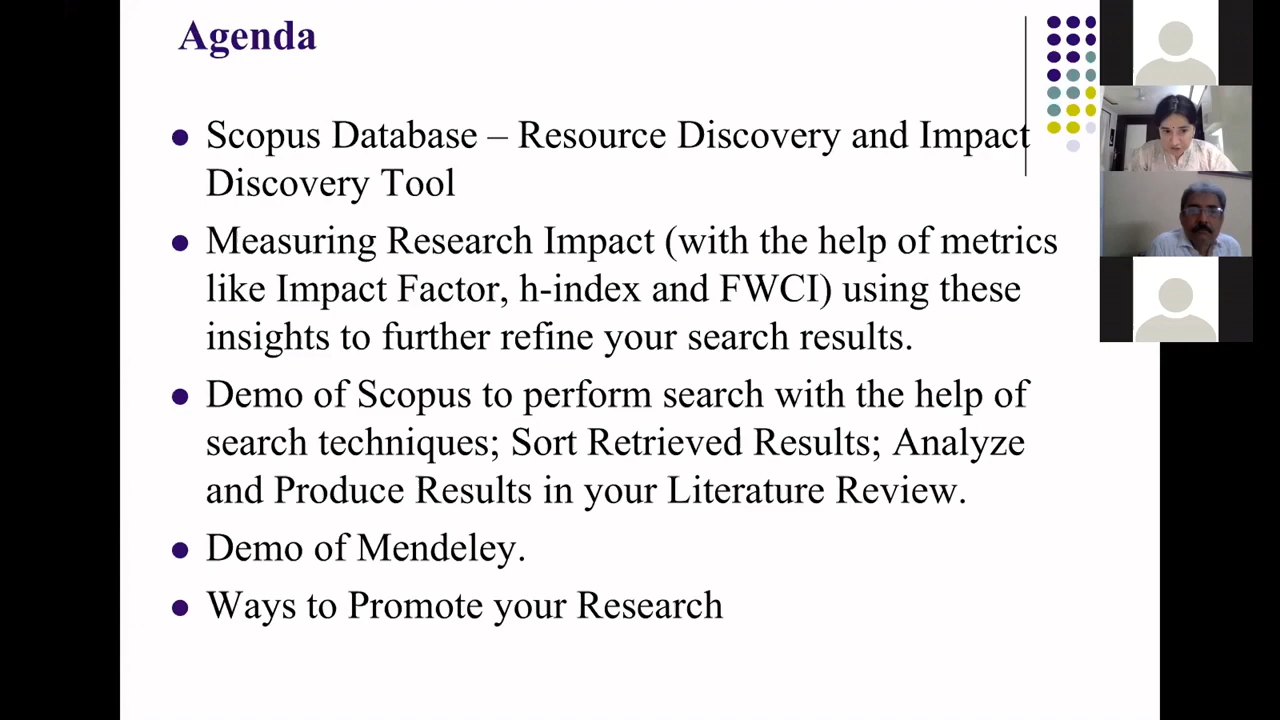 Agenda
Scopus Database – Resource Discovery and Impact
Discovery Tool
Measuring Research Impact (with the help of metrics
like Impact Factor, h-index and FWCI) using these
insights to further refine your search results.
Demo of Scopus to perform search with the help of
search techniques; Sort Retrieved Results; Analyze
and Produce Results in your Literature Review.
Demo of Mendeley.
Ways to Promote your Research